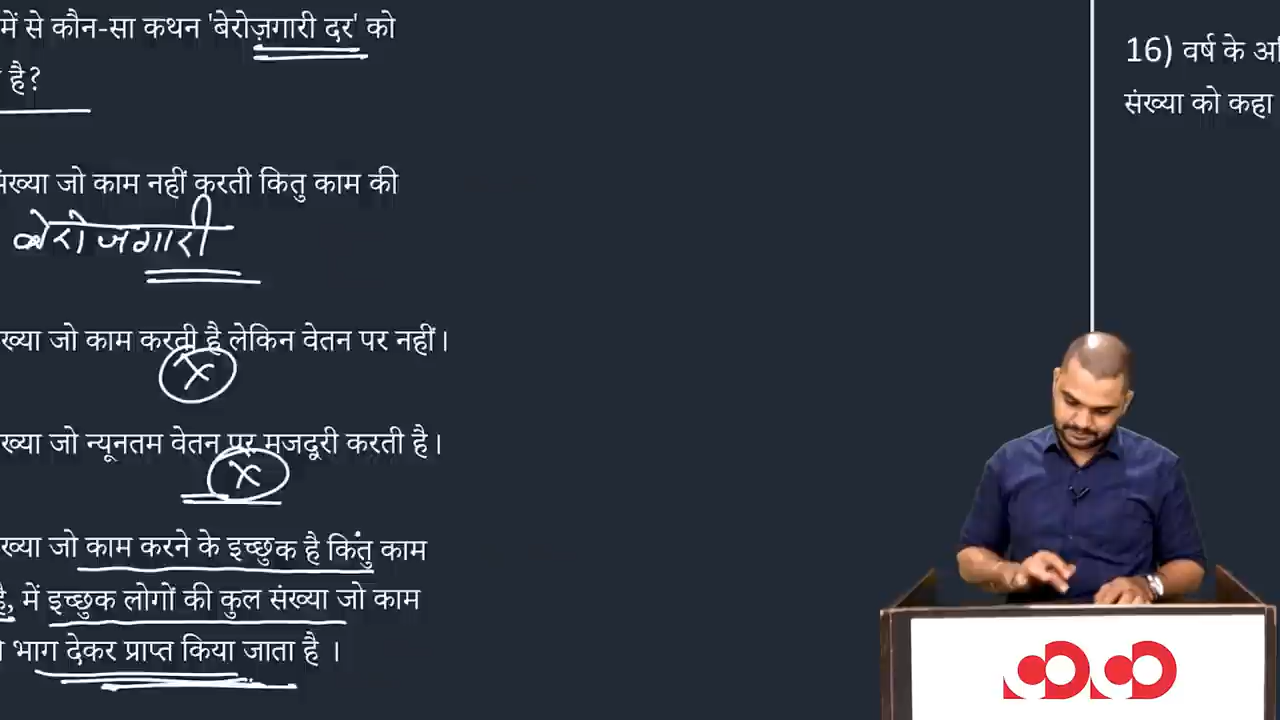 में से कौन-सा कथन 'बेरोज़गारी दर' को
है?
संख्या जो काम नहीं करती किंतु काम की
बेरोजगारी
ख्या जो काम करती है लेकिन वेतन पर नहीं।
X
ख्या जो न्यूनतम वेतन पर मजदूरी करती है।
X
ख्या जो काम करने के इच्छुक है किंतु काम
है, में इच्छुक लोगों की कुल संख्या जो काम
भाग देकर प्राप्त किया जाता है ।
16) वर्ष के
संख्या को कहा